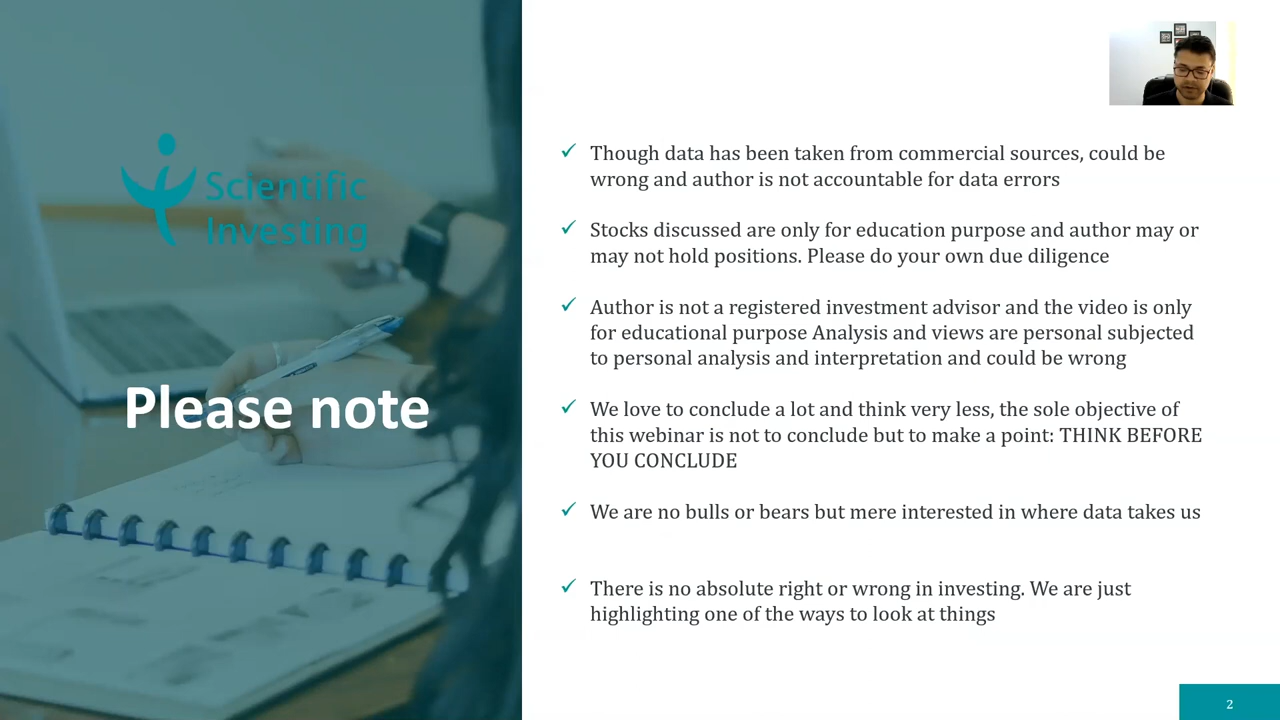 Scientific
Investing
Please note
Though data has been taken from commercial sources, could be
wrong and author is not accountable for data errors
Stocks discussed are only for education purpose and author may or
may not hold positions. Please do your own due diligence
Author is not a registered investment advisor and the video is only
for educational purpose Analysis and views are personal subjected
to personal analysis and interpretation and could be wrong
We love to conclude a lot and think very less, the sole objective of
this webinar is not to conclude but to make a point: THINK BEFORE
YOU CONCLUDE
We are no bulls or bears but mere interested in where data takes us
There is no absolute right or wrong in investing. We are just
highlighting one of the ways to look at things
2